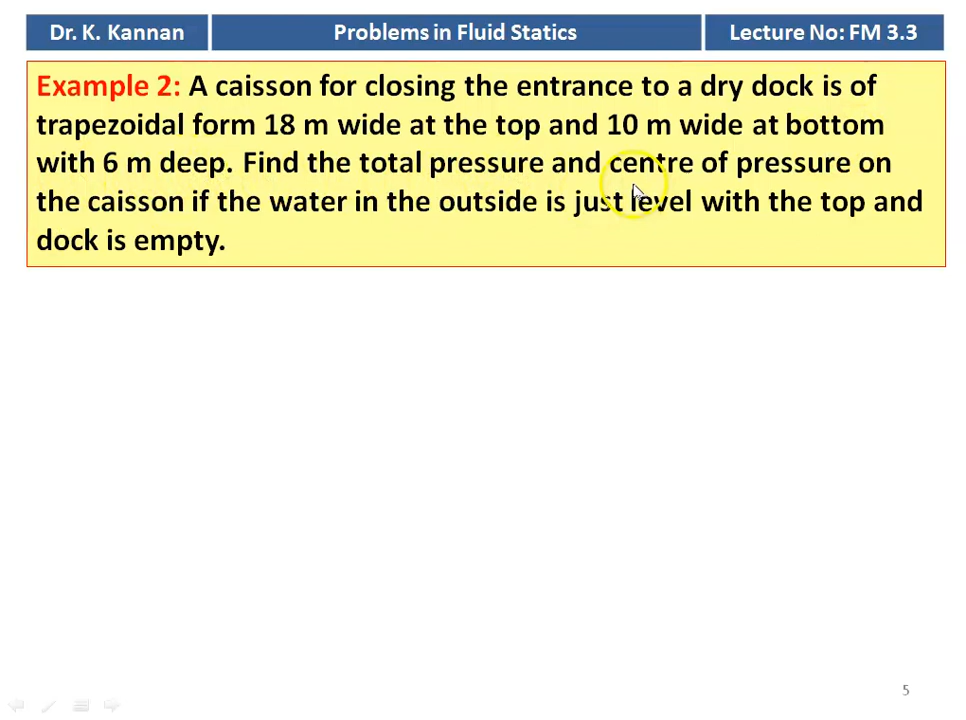 Dr. K. Kannan
Problems in Fluid Statics
Lecture No: FM 3.3
Example 2: A caisson for closing the entrance to a dry dock is of
trapezoidal form 18 m wide at the top and 10 m wide at bottom
with 6 m deep. Find the total pressure and centre of pressure on
the caisson if the water in the outside is just level with the top and
dock is empty.
5